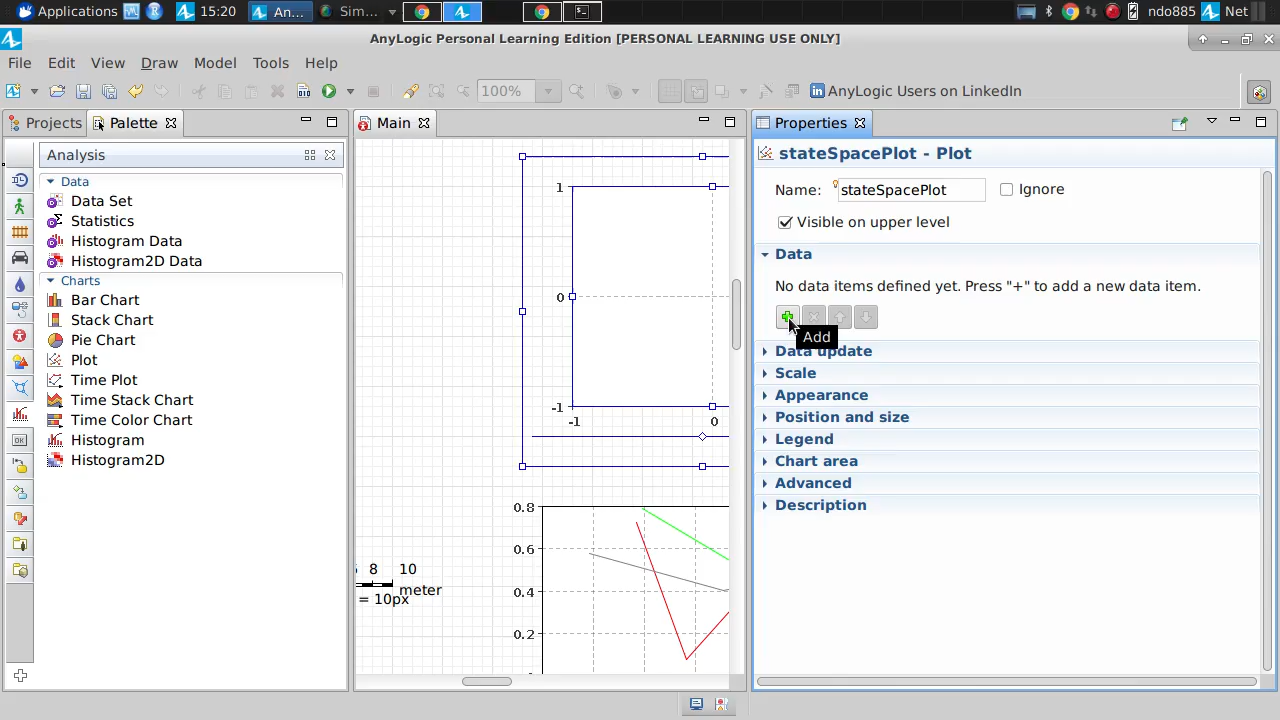 Applications 15:20 An... Sim... ndo885 Net
AnyLogic Personal Learning Edition [PERSONAL LEARNING USE ONLY]
File Edit View Draw Model Tools Help
100% AnyLogic Users on LinkedIn
Projects Palette Main Properties
Analysis
Data
Data Set
Statistics
Histogram Data
Histogram2D Data
Charts
Bar Chart
Stack Chart
Pie Chart
Plot
Time Plot
Time Stack Chart
Time Color Chart
Histogram
Histogram2D
1
0
-1
-1 0
0.8
0.6
0.4
0.2
8 10
meter
= 10px
stateSpacePlot - Plot
Name: stateSpacePlot Ignore
Visible on upper level
Data
No data items defined yet. Press "+" to add a new data item.
Add
Data update
Scale
Appearance
Position and size
Legend
Chart area
Advanced
Description